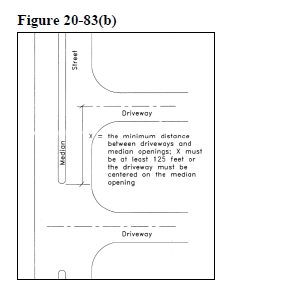 Figure 20-83(b)
Street
Driveway
X = the minimum distance
between driveways and
median openings; X must
be at least 125 feet or
the driveway must be
centered on the median
opening
Median
Driveway